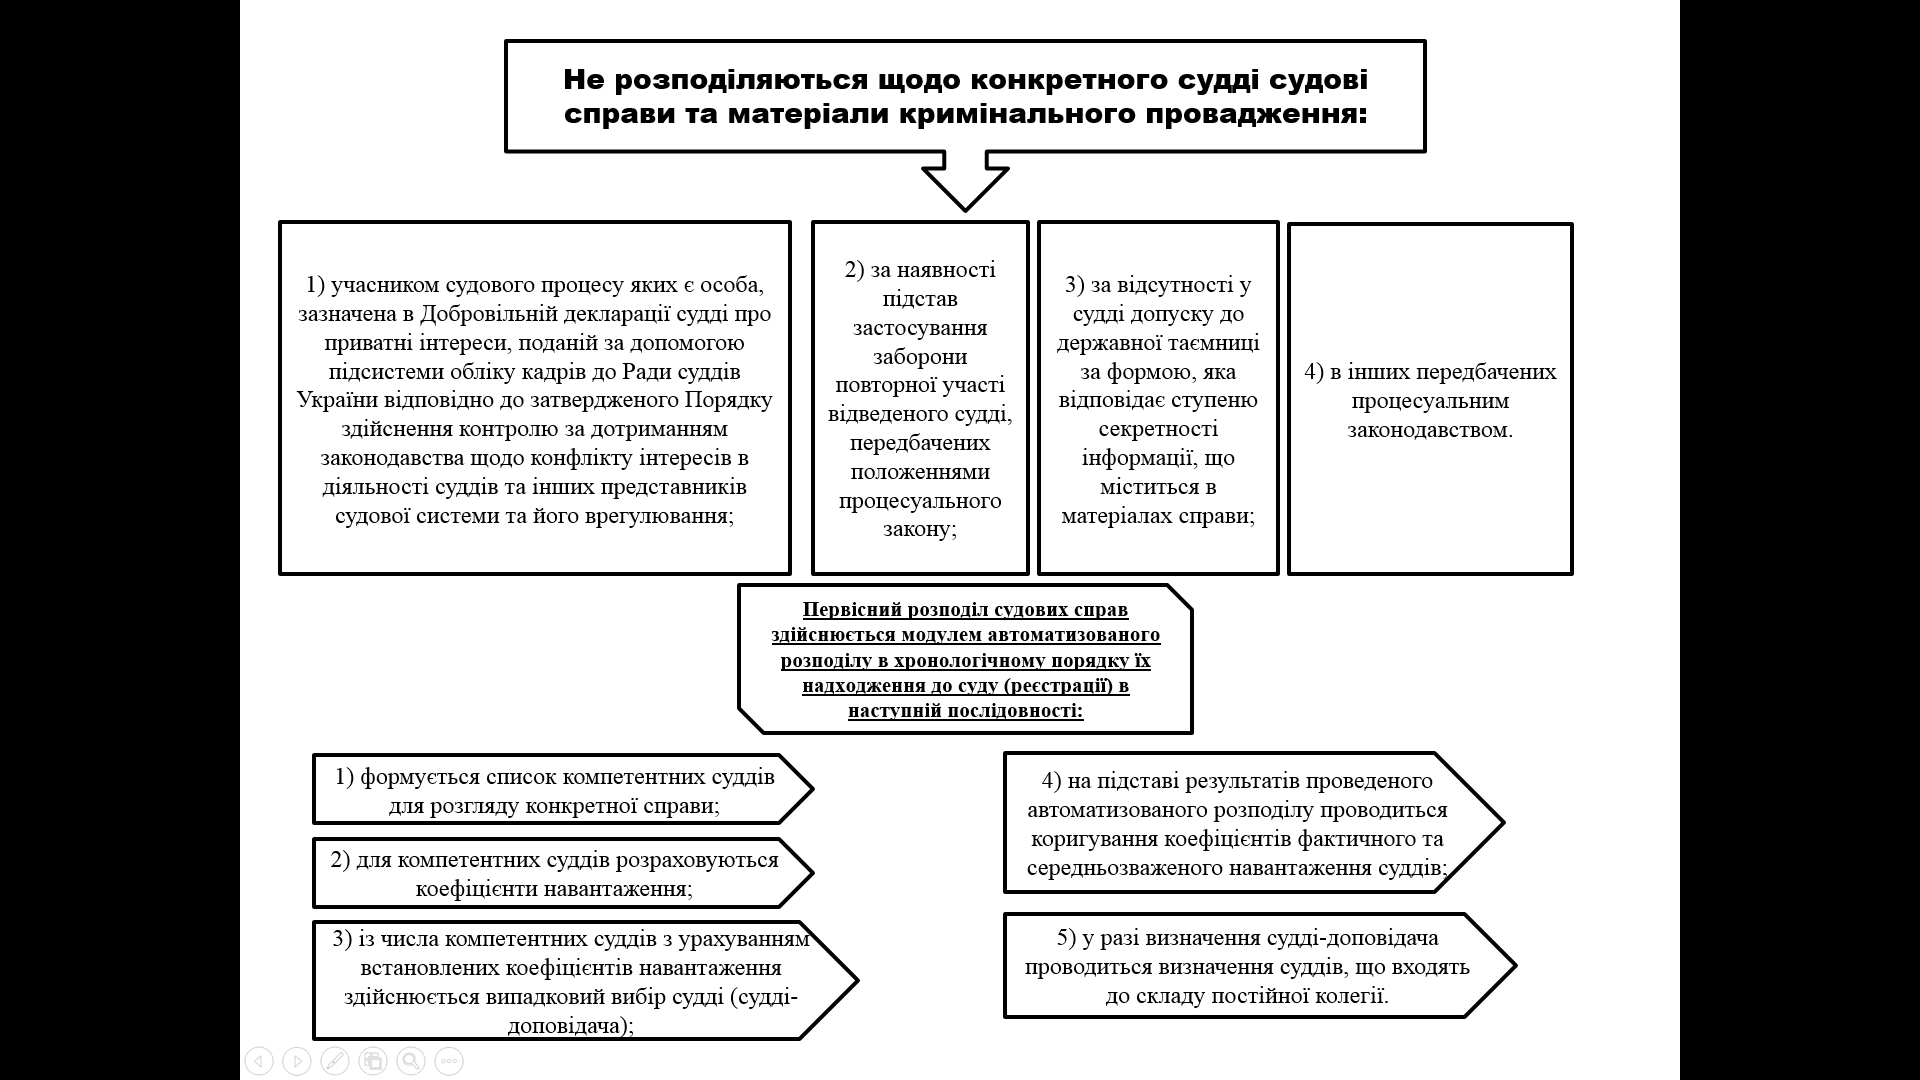 Не розподіляються щодо конкретного судді судові
справи та матеріали кримінального провадження:
1) учасником судового процесу яких є особа,
зазначена в Добровільній декларації судді про
приватні інтереси, поданій за допомогою
підсистеми обліку кадрів до Ради суддів
України відповідно до затвердженого Порядку
здійснення контролю за дотриманням
законодавства щодо конфлікту інтересів в
діяльності суддів та інших представників
судової системи та його врегулювання;
2) за наявності
підстав
застосування
заборони
повторної участі
відведеного судді,
передбачених
положеннями
процесуального
закону;
3) за відсутності у
судді допуску до
державної таємниці
за формою, яка
відповідає ступеню
секретності
інформації, що
міститься в
матеріалах справи;
4) в інших передбачених
процесуальним
законодавством.
Первісний розподіл судових справ
здійснюється модулем автоматизованого
розподілу в хронологічному порядку їх
надходження до суду (реєстрації) в
наступній послідовності:
1) формується список компетентних суддів
для розгляду конкретної справи;
2) для компетентних суддів розраховуються
коефіцієнти навантаження;
3) із числа компетентних суддів з урахуванням
встановлених коефіцієнтів навантаження
здійснюється випадковий вибір судді (судді-
доповідача);
4) на підставі результатів проведеного
автоматизованого розподілу проводиться
коригування коефіцієнтів фактичного та
середньозваженого навантаження суддів;
5) у разі визначення судді-доповідача
проводиться визначення суддів, що входять
до складу постійної колегії.